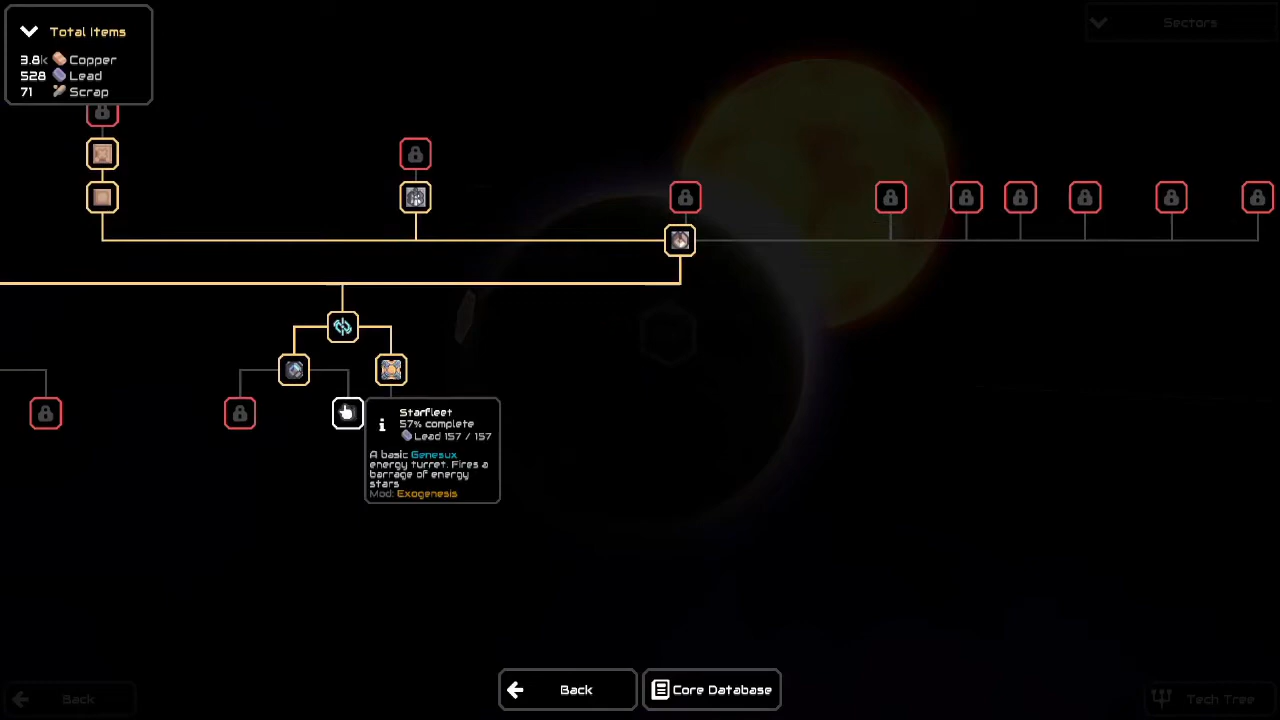 Total Items
3.8k Copper
528 Lead
71 Scrap
Sectors
Starfleet
57% complete
Lead 157 / 157
A basic Genesux
energy turret. Fires a
barrage of energy
stars
Mod: Exogenesis
Back
Back
Core Database
Tech Tree